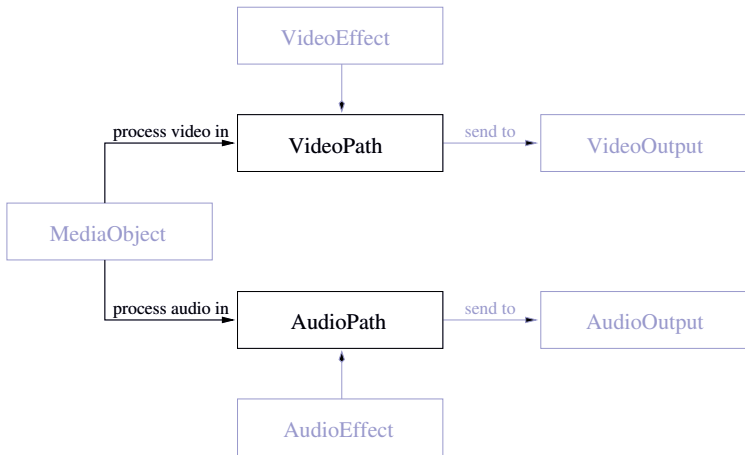 VideoEffect
process video in
VideoPath
send to
VideoOutput
MediaObject
process audio in
AudioPath
send to
AudioOutput
AudioEffect